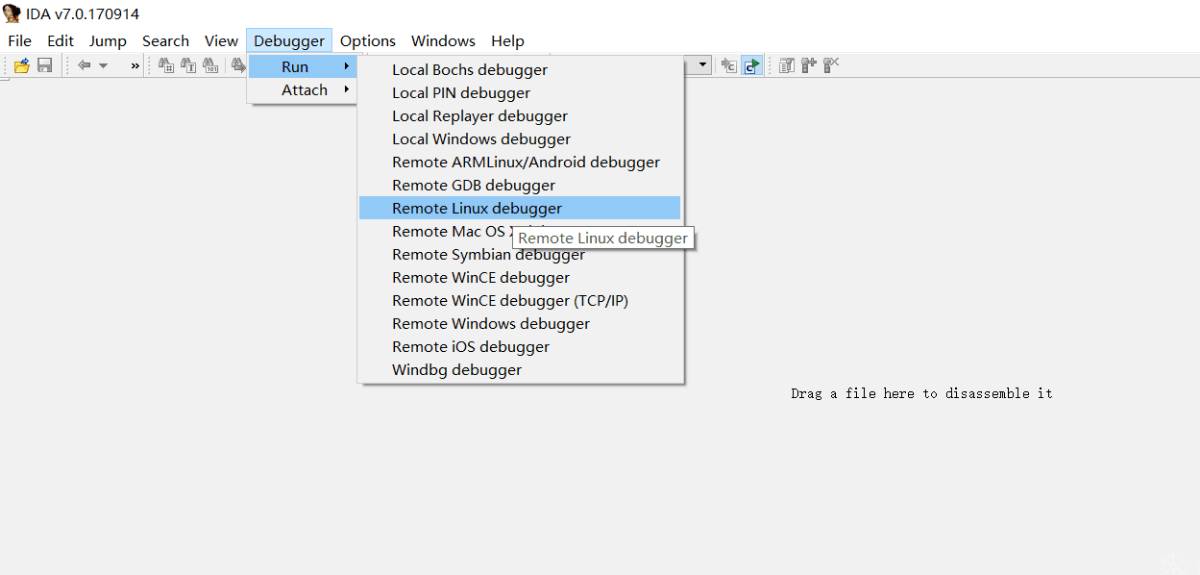 IDA v7.0.170914
File Edit Jump Search View Debugger Options Windows Help
Run
Attach
Local Bochs debugger
Local PIN debugger
Local Replayer debugger
Local Windows debugger
Remote ARMLinux/Android debugger
Remote GDB debugger
Remote Linux debugger
Remote Mac OS X
Remote Linux debugger
Remote Symbian debugger
Remote WinCE debugger
Remote WinCE debugger (TCP/IP)
Remote Windows debugger
Remote iOS debugger
Windbg debugger
Drag a file here to disassemble it